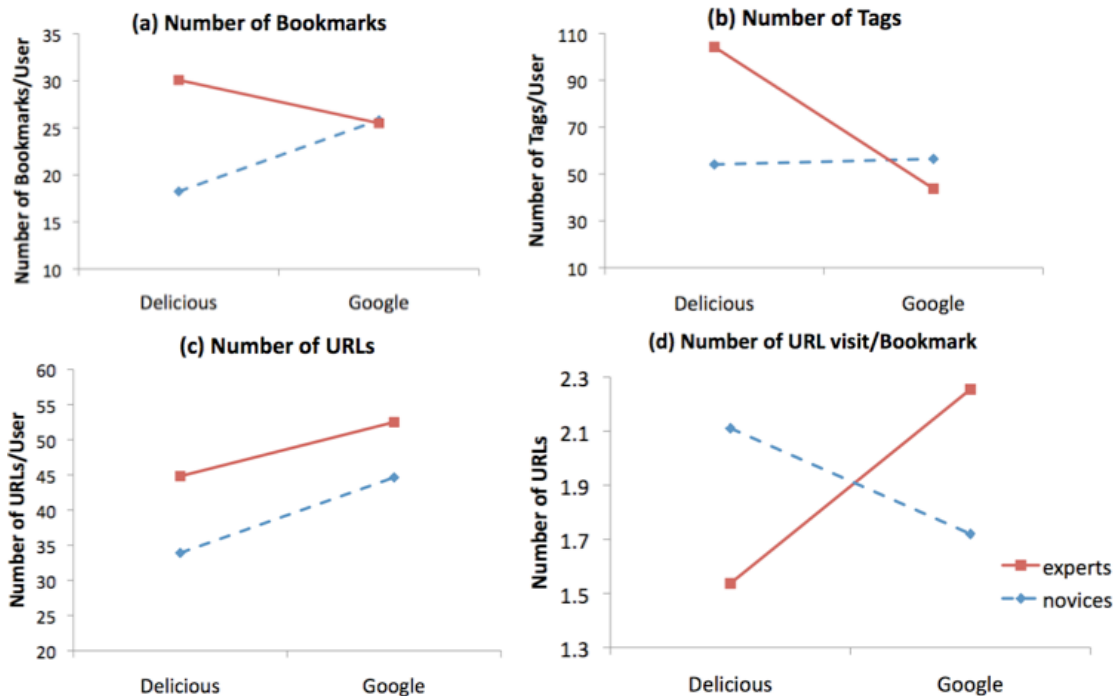 (a) Number of Bookmarks
Number of Bookmarks/User
35
30
25
20
15
10
Delicious Google
(b) Number of Tags
Number of Tags/User
110
90
70
50
30
10
Delicious Google
(c) Number of URLs
Number of URLs/User
60
55
50
45
40
35
30
25
20
Delicious Google
(d) Number of URL visit/Bookmark
Number of URLs
2.3
2.1
1.9
1.7
1.5
1.3
Delicious Google
experts
novices